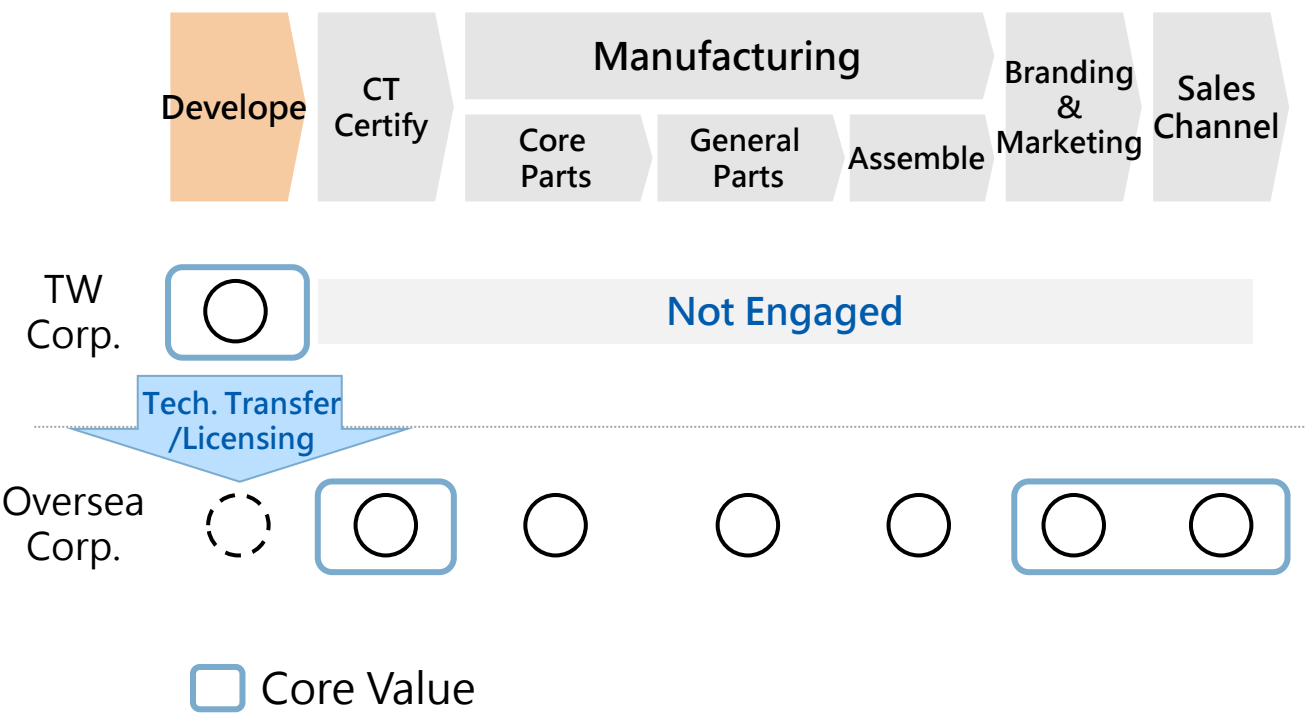 Develope
CT
Certify
Manufacturing
Core
Parts
General
Parts
Assemble
Branding
&
Marketing
Sales
Channel
TW
Corp.
Not Engaged
Tech. Transfer
/Licensing
Oversea
Corp.
Core Value